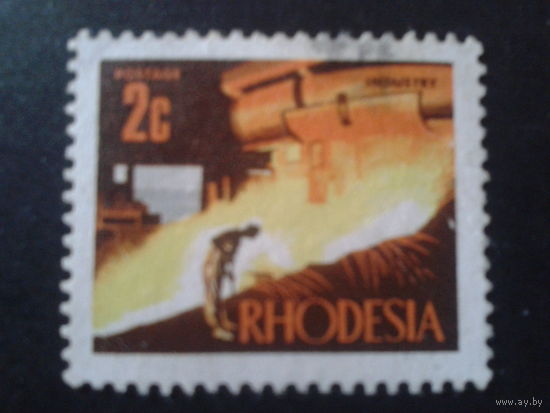 POSTAGE
2c
INDUSTRY
RHODESIA
www.ay.by